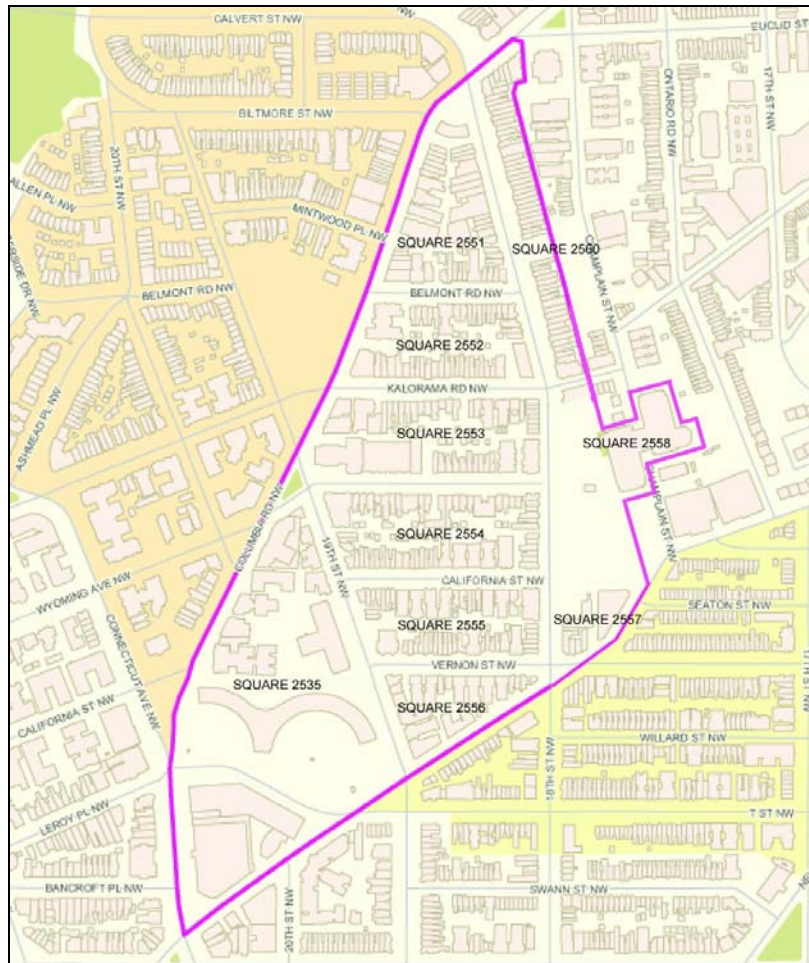 CALVERT ST NW
EUCLID ST
BILTMORE ST NW
17TH ST NW
ONTARIO RD NW
20TH ST NW
ALLEN PL NW
MINTWOOD PL NW
SQUARE 2551
SQUARE 2560
CHAMPLAIN ST NW
BELMONT RD NW
BELMONT RD NW
SQUARE 2552
KALORAMA RD NW
ASHMEAD PL NW
SQUARE 2553
SQUARE 2558
COLUMBIA RD NW
CHAMPLAIN ST NW
SQUARE 2554
19TH ST NW
WYOMING AVE NW
CALIFORNIA ST NW
SEATON ST NW
SQUARE 2555
SQUARE 2557
CONNECTICUT AVE NW
VERNON ST NW
SQUARE 2535
CALIFORNIA ST NW
SQUARE 2556
WILLARD ST NW
18TH ST NW
LEROY PL NW
T ST NW
BANCROFT PL NW
SWANN ST NW
20TH ST NW